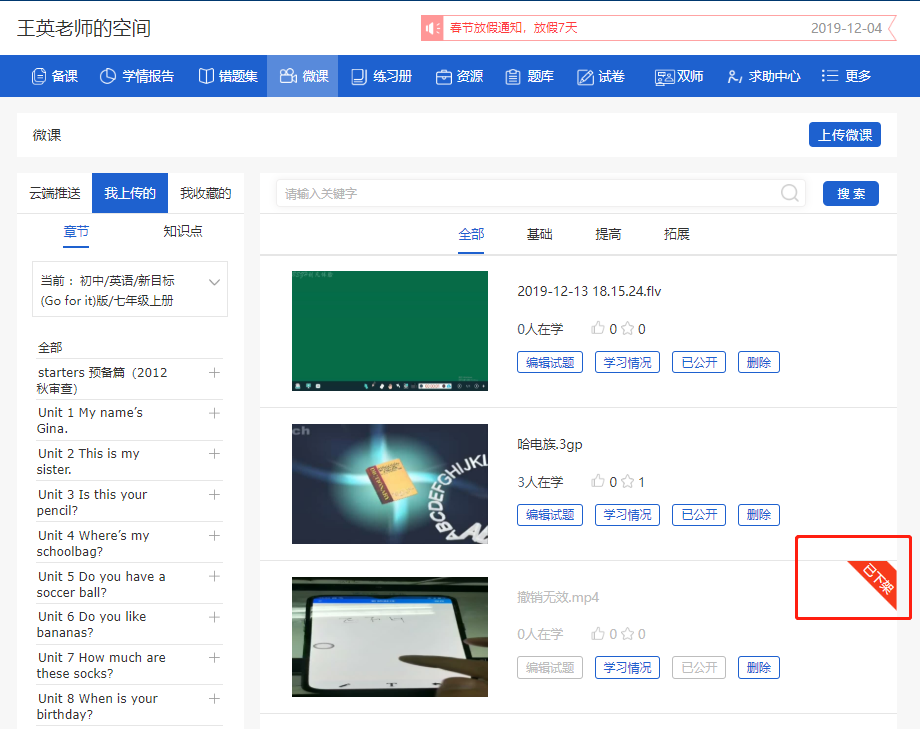 王英老师的空间
春节放假通知，放假7天
2019-12-04
备课 学情报告 错题集 微课 练习册 资源 题库 试卷 双师 求助中心 更多
微课
上传微课
云端推送 我上传的 我收藏的
章节 知识点
当前： 初中/英语/新目标
(Go for it)版/七年级上册
全部
starters 预备篇（2012
秋审查）
Unit 1 My name’s
Gina.
Unit 2 This is my
sister.
Unit 3 Is this your
pencil?
Unit 4 Where’s my
schoolbag?
Unit 5 Do you have a
soccer ball?
Unit 6 Do you like
bananas?
Unit 7 How much are
these socks?
Unit 8 When is your
birthday?
请输入关键字
搜 索
全部 基础 提高 拓展
2019-12-13 18.15.24.flv
0人在学 0 0
编辑试题 学习情况 已公开 删除
ch
DICTIONARY
ABCDEFGHIJKL
哈电族.3gp
3人在学 0 1
编辑试题 学习情况 已公开 删除
已下架
撤销无效.mp4
0人在学 0 0
编辑试题 学习情况 已公开 删除